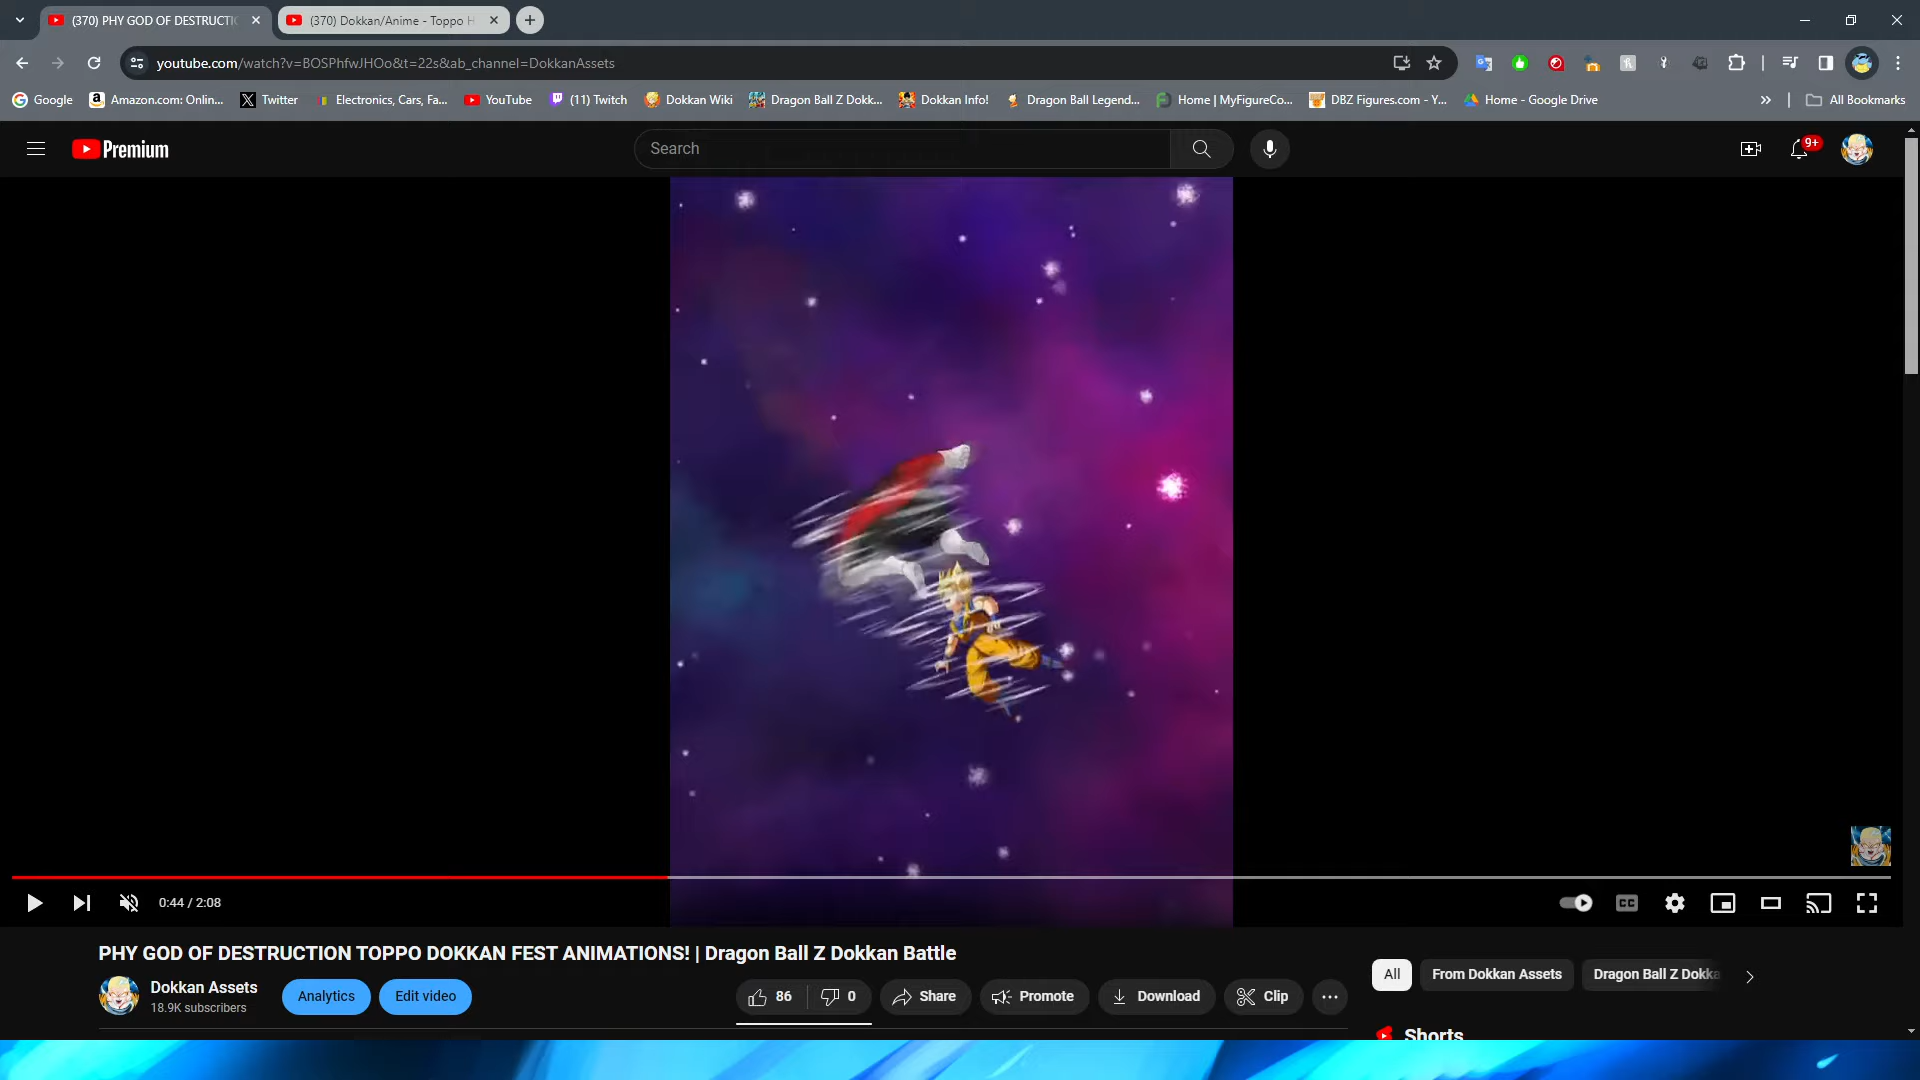 (370) PHY GOD OF DESTRUCTIO
(370) Dokkan/Anime - Toppo H
youtube.com/watch?v=BOSPhfwJHOo&t=22s&ab_channel=DokkanAssets
Google
Amazon.com: Onlin...
Twitter
Electronics, Cars, Fa...
YouTube
(11) Twitch
Dokkan Wiki
Dragon Ball Z Dokk...
Dokkan Info!
Dragon Ball Legend...
Home | MyFigureCo...
DBZ Figures.com - Y...
Home - Google Drive
All Bookmarks
Premium
Search
9+
0:44 / 2:08
CC
PHY GOD OF DESTRUCTION TOPPO DOKKAN FEST ANIMATIONS! | Dragon Ball Z Dokkan Battle
Dokkan Assets
18.9K subscribers
Analytics
Edit video
86
0
Share
Promote
Download
Clip
All
From Dokkan Assets
Dragon Ball Z Dokka
Shorts